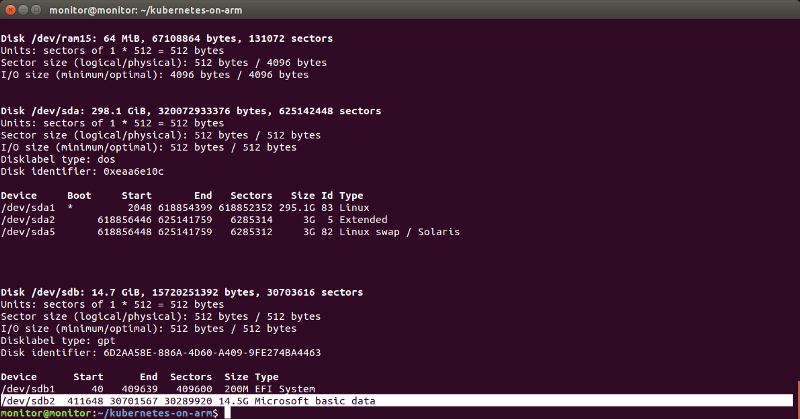 monitor@monitor: ~/kubernetes-on-arm
Disk /dev/ram15: 64 MiB, 67108864 bytes, 131072 sectors
Units: sectors of 1 * 512 = 512 bytes
Sector size (logical/physical): 512 bytes / 4096 bytes
I/O size (minimum/optimal): 4096 bytes / 4096 bytes
Disk /dev/sda: 298.1 GiB, 320072933376 bytes, 625142448 sectors
Units: sectors of 1 * 512 = 512 bytes
Sector size (logical/physical): 512 bytes / 512 bytes
I/O size (minimum/optimal): 512 bytes / 512 bytes
Disklabel type: dos
Disk identifier: 0xeaa6e10c
Device     Boot     Start       End   Sectors   Size Id Type
/dev/sda1  *         2048 618854399 618852352 295.1G 83 Linux
/dev/sda2       618856446 625141759   6285314     3G  5 Extended
/dev/sda5       618856448 625141759   6285312     3G 82 Linux swap / Solaris
Disk /dev/sdb: 14.7 GiB, 15720251392 bytes, 30703616 sectors
Units: sectors of 1 * 512 = 512 bytes
Sector size (logical/physical): 512 bytes / 512 bytes
I/O size (minimum/optimal): 512 bytes / 512 bytes
Disklabel type: gpt
Disk identifier: 6D2AA58E-886A-4D60-A409-9FE274BA4463
Device      Start      End  Sectors  Size Type
/dev/sdb1      40   409639   409600  200M EFI System
/dev/sdb2  411648 30701567 30289920 14.5G Microsoft basic data
monitor@monitor:~/kubernetes-on-arm$